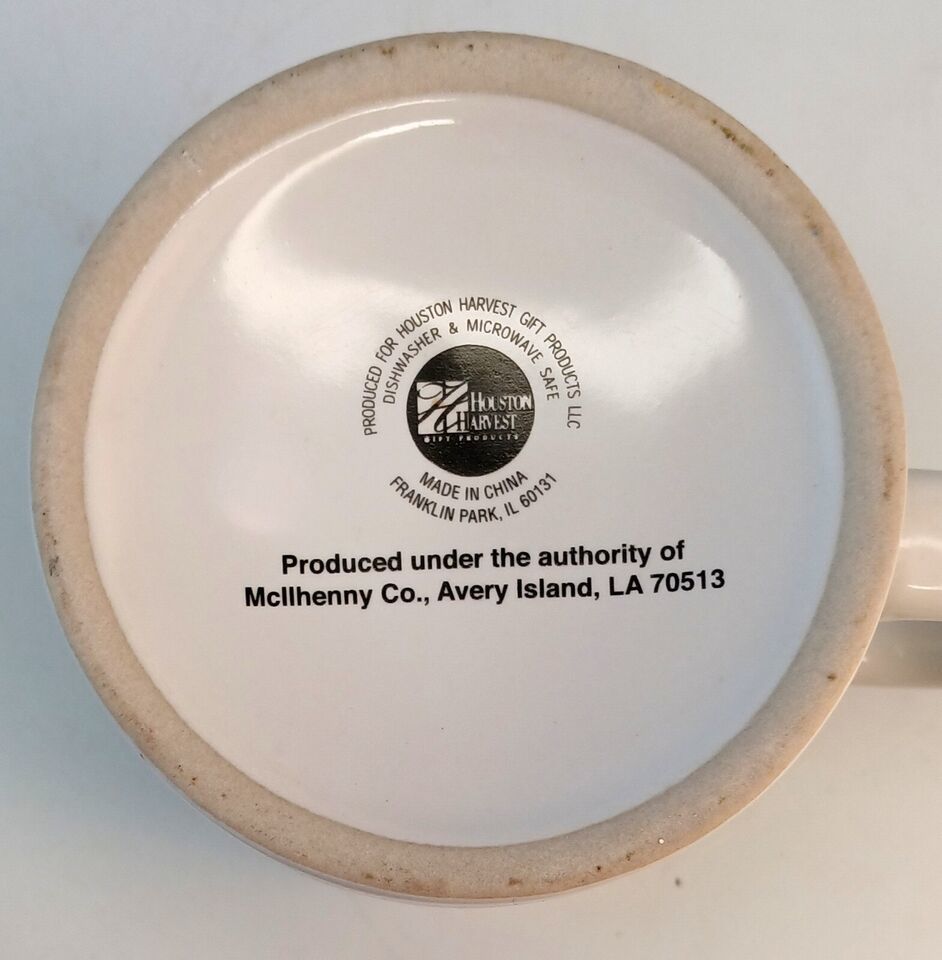 PRODUCED FOR HOUSTON HARVEST GIFT PRODUCTS LLC
DISHWASHER & MICROWAVE SAFE
H
HOUSTON
HARVEST
GIFT PRODUCTS
MADE IN CHINA
FRANKLIN PARK, IL 60131
Produced under the authority of
McIlhenny Co., Avery Island, LA 70513